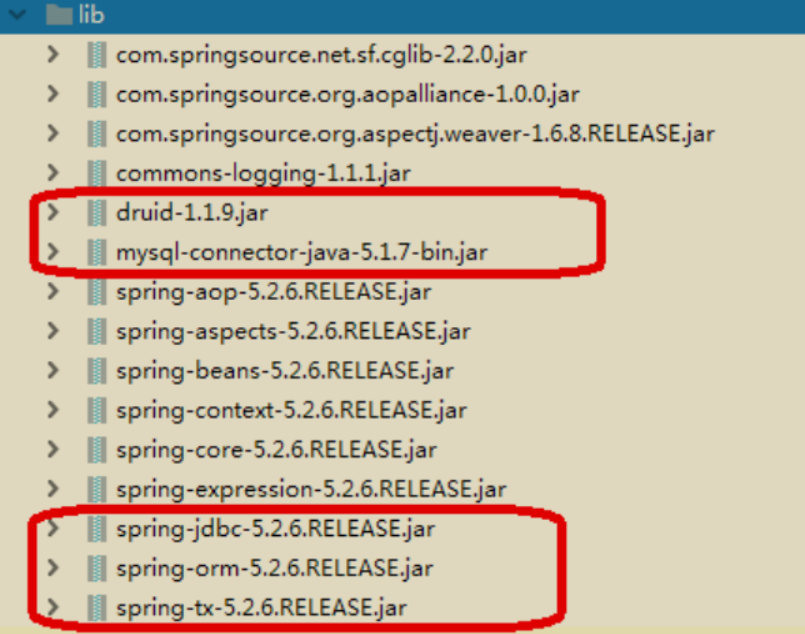 lib
com.springsource.net.sf.cglib-2.2.0.jar
com.springsource.org.aopalliance-1.0.0.jar
com.springsource.org.aspectj.weaver-1.6.8.RELEASE.jar
commons-logging-1.1.1.jar
druid-1.1.9.jar
mysql-connector-java-5.1.7-bin.jar
spring-aop-5.2.6.RELEASE.jar
spring-aspects-5.2.6.RELEASE.jar
spring-beans-5.2.6.RELEASE.jar
spring-context-5.2.6.RELEASE.jar
spring-core-5.2.6.RELEASE.jar
spring-expression-5.2.6.RELEASE.jar
spring-jdbc-5.2.6.RELEASE.jar
spring-orm-5.2.6.RELEASE.jar
spring-tx-5.2.6.RELEASE.jar